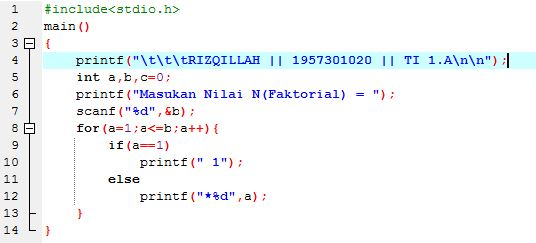 1 #include<stdio.h>
2 main()
3 {
4 printf("\t\t\tRIZQILLAH || 1957301020 || TI 1.A\n\n");
5 int a,b,c=0;
6 printf("Masukan Nilai N(Faktorial) = ");
7 scanf("%d",&b);
8 for(a=1;a<=b;a++){
9 if(a==1)
10 printf(" 1");
11 else
12 printf("*%d",a);
13 }
14 }